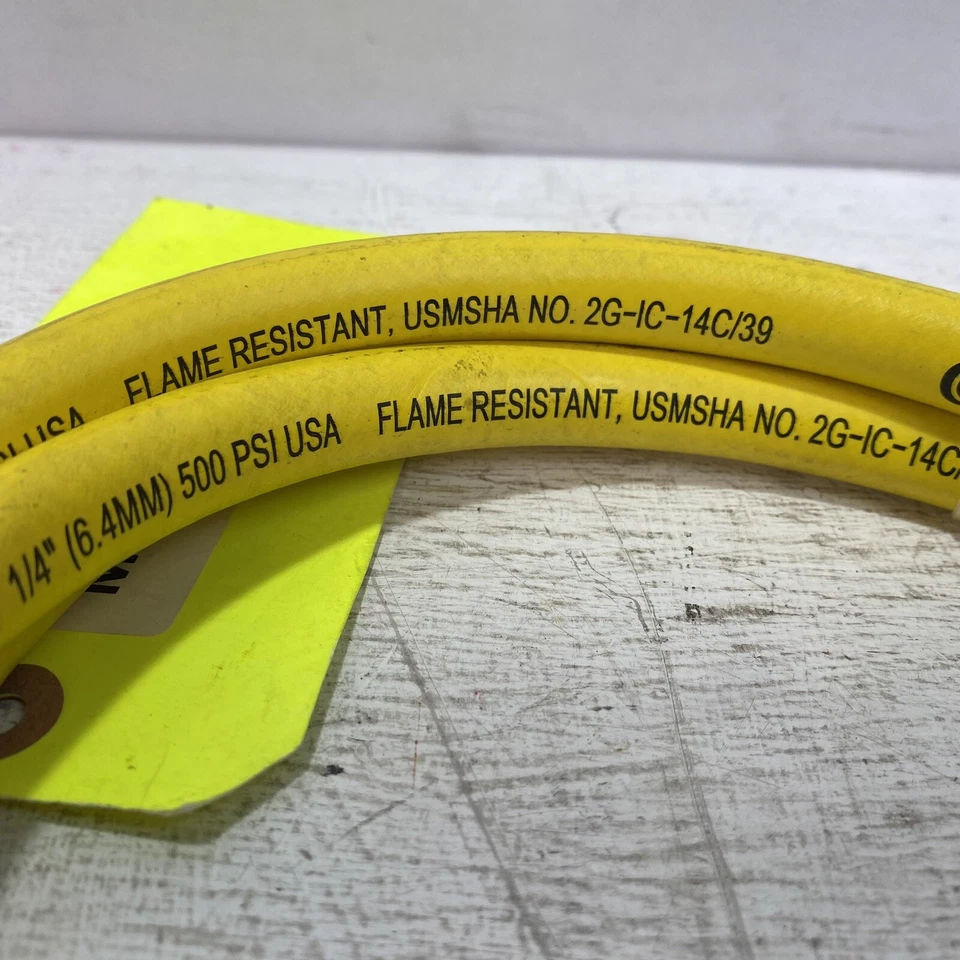 FLAME RESISTANT, USMSHA NO. 2G-IC-14C/39
USA
1/4" (6.4MM) 500 PSI USA FLAME RESISTANT, USMSHA NO. 2G-IC-14C/